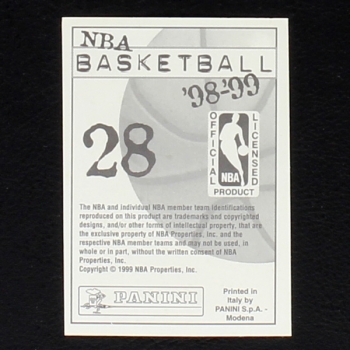 NBA
BASKETBALL
'98-'99
28
OFFICIAL
LICENSED
NBA
PRODUCT
The NBA and individual NBA member team identifications
reproduced on this product are trademarks and copyrighted
designs, and/or other forms of intellectual property, that are
the exclusive property of NBA Properties, Inc. and the
respective NBA member teams and may not be used, in
whole or in part, without the written consent of NBA
Properties, Inc.
Copyright © 1999 NBA Properties, Inc.
PANINI
Printed in
Italy by
PANINI S.p.A. -
Modena